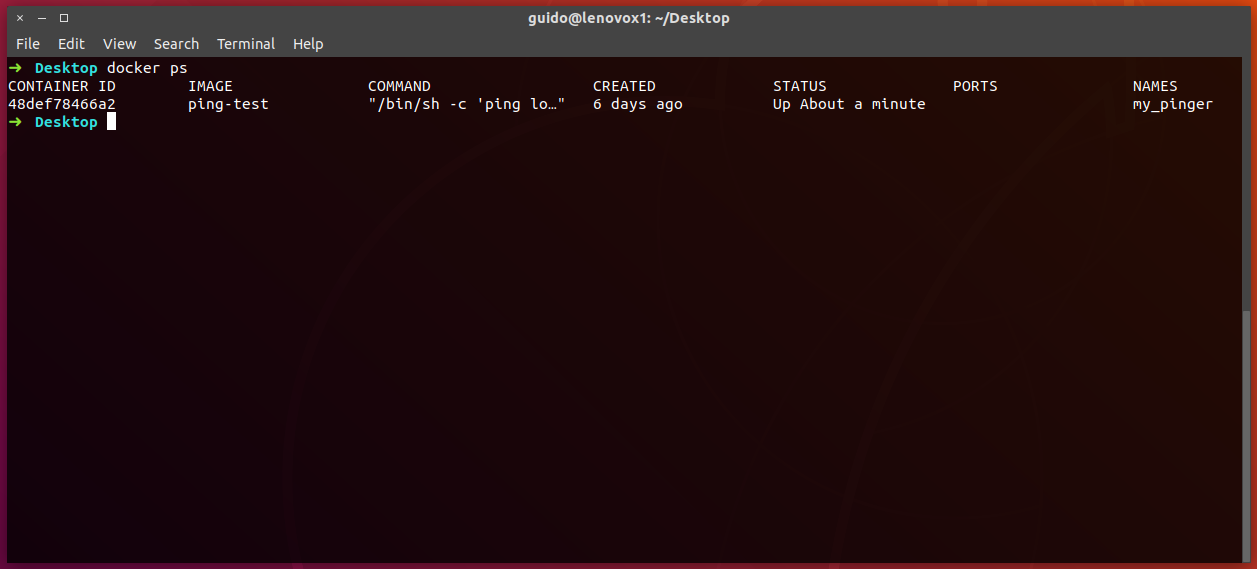 guido@lenovox1: ~/Desktop
File Edit View Search Terminal Help
➜ Desktop docker ps
CONTAINER ID IMAGE COMMAND CREATED STATUS PORTS NAMES
48def78466a2 ping-test "/bin/sh -c 'ping lo…" 6 days ago Up About a minute my_pinger
➜ Desktop